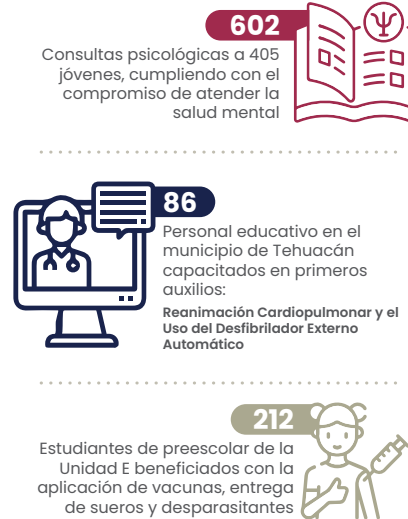 602
Consultas psicológicas a 405
jóvenes, cumpliendo con el
compromiso de atender la
salud mental
86
Personal educativo en el
municipio de Tehuacán
capacitados en primeros
auxilios:
Reanimación Cardiopulmonar y el
Uso del Desfibrilador Externo
Automático
212
Estudiantes de preescolar de la
Unidad E beneficiados con la
aplicación de vacunas, entrega
de sueros y desparasitantes